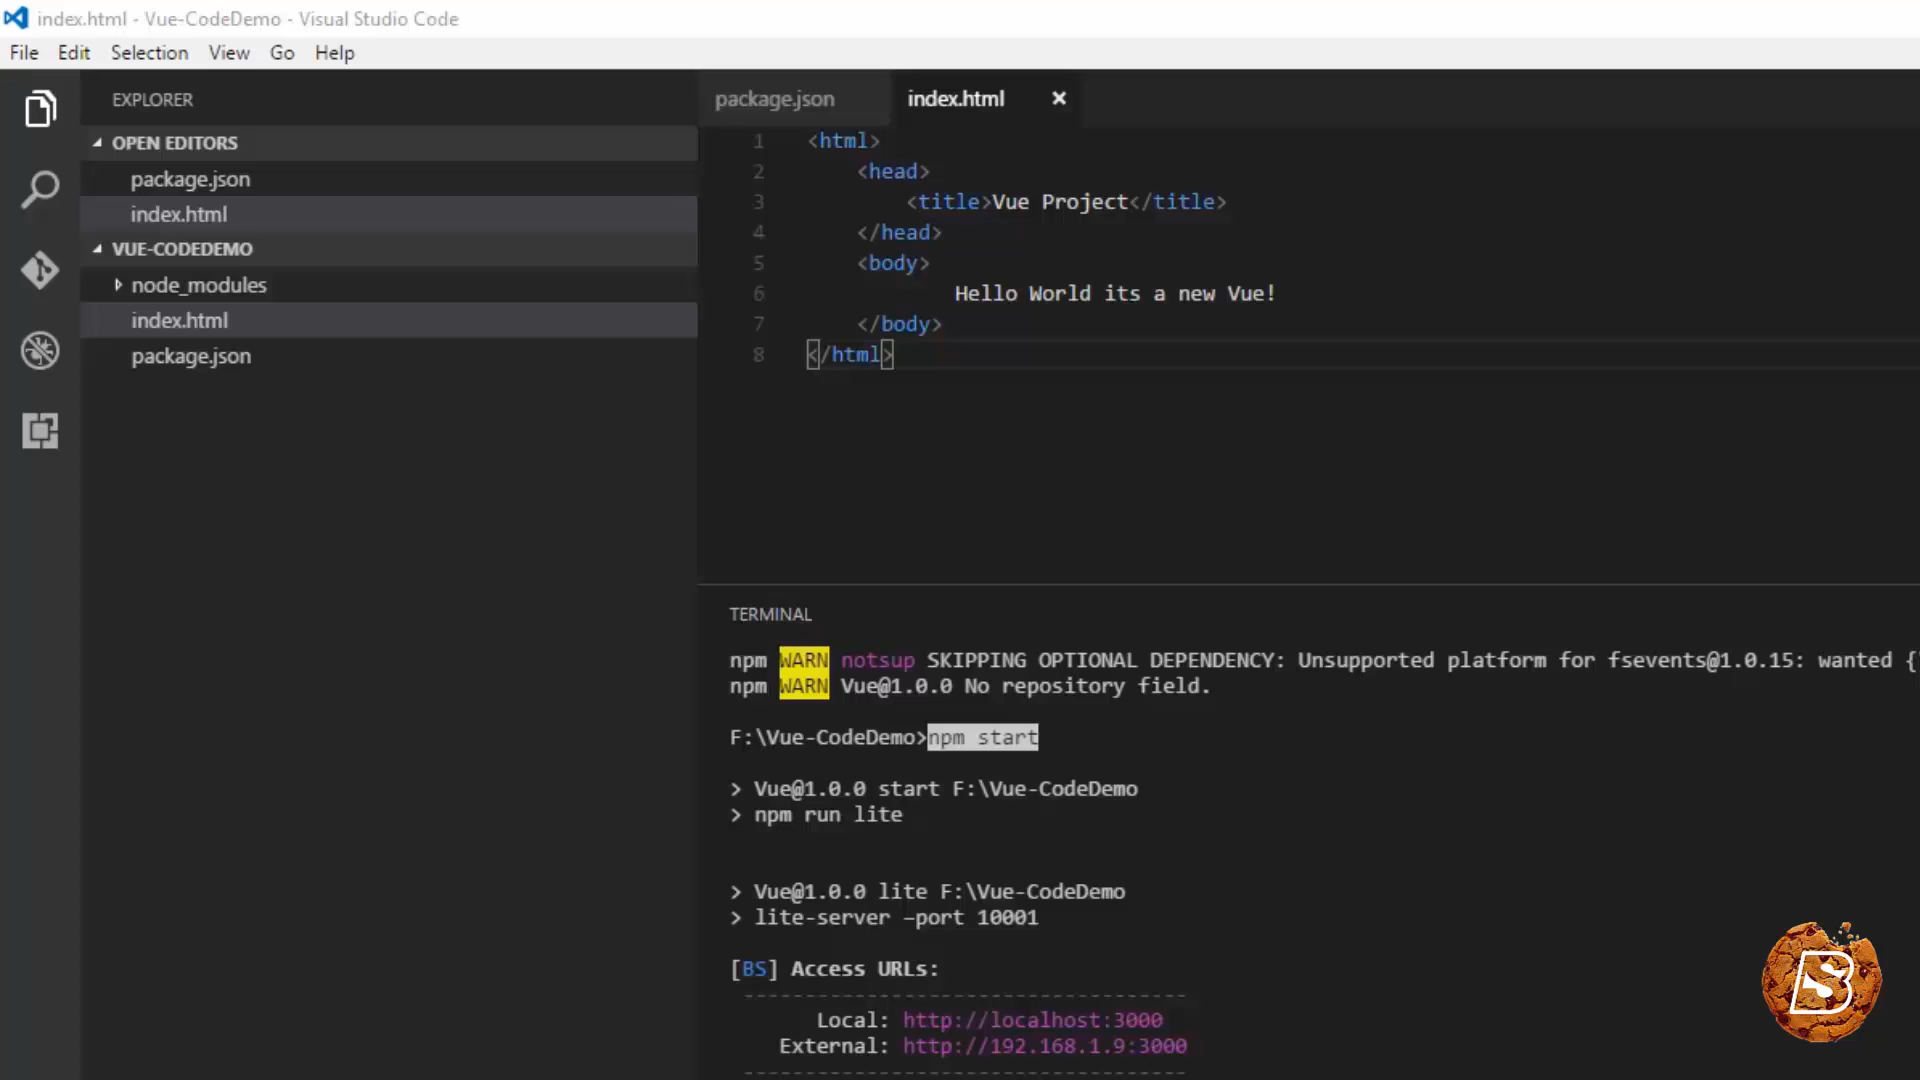 index.html - Vue-CodeDemo - Visual Studio Code
File Edit Selection View Go Help
EXPLORER
OPEN EDITORS
package.json
index.html
VUE-CODEDEMO
node_modules
index.html
package.json
package.json index.html
1 <html>
2 <head>
3 <title>Vue Project</title>
4 </head>
5 <body>
6 Hello World its a new Vue!
7 </body>
8 </html>
TERMINAL
npm WARN notsup SKIPPING OPTIONAL DEPENDENCY: Unsupported platform for fsevents@1.0.15: wanted {"
npm WARN Vue@1.0.0 No repository field.
F:\Vue-CodeDemo>npm start
> Vue@1.0.0 start F:\Vue-CodeDemo
> npm run lite
> Vue@1.0.0 lite F:\Vue-CodeDemo
> lite-server –port 10001
[BS] Access URLs:
------------------------------------
Local: http://localhost:3000
External: http://192.168.1.9:3000
------------------------------------